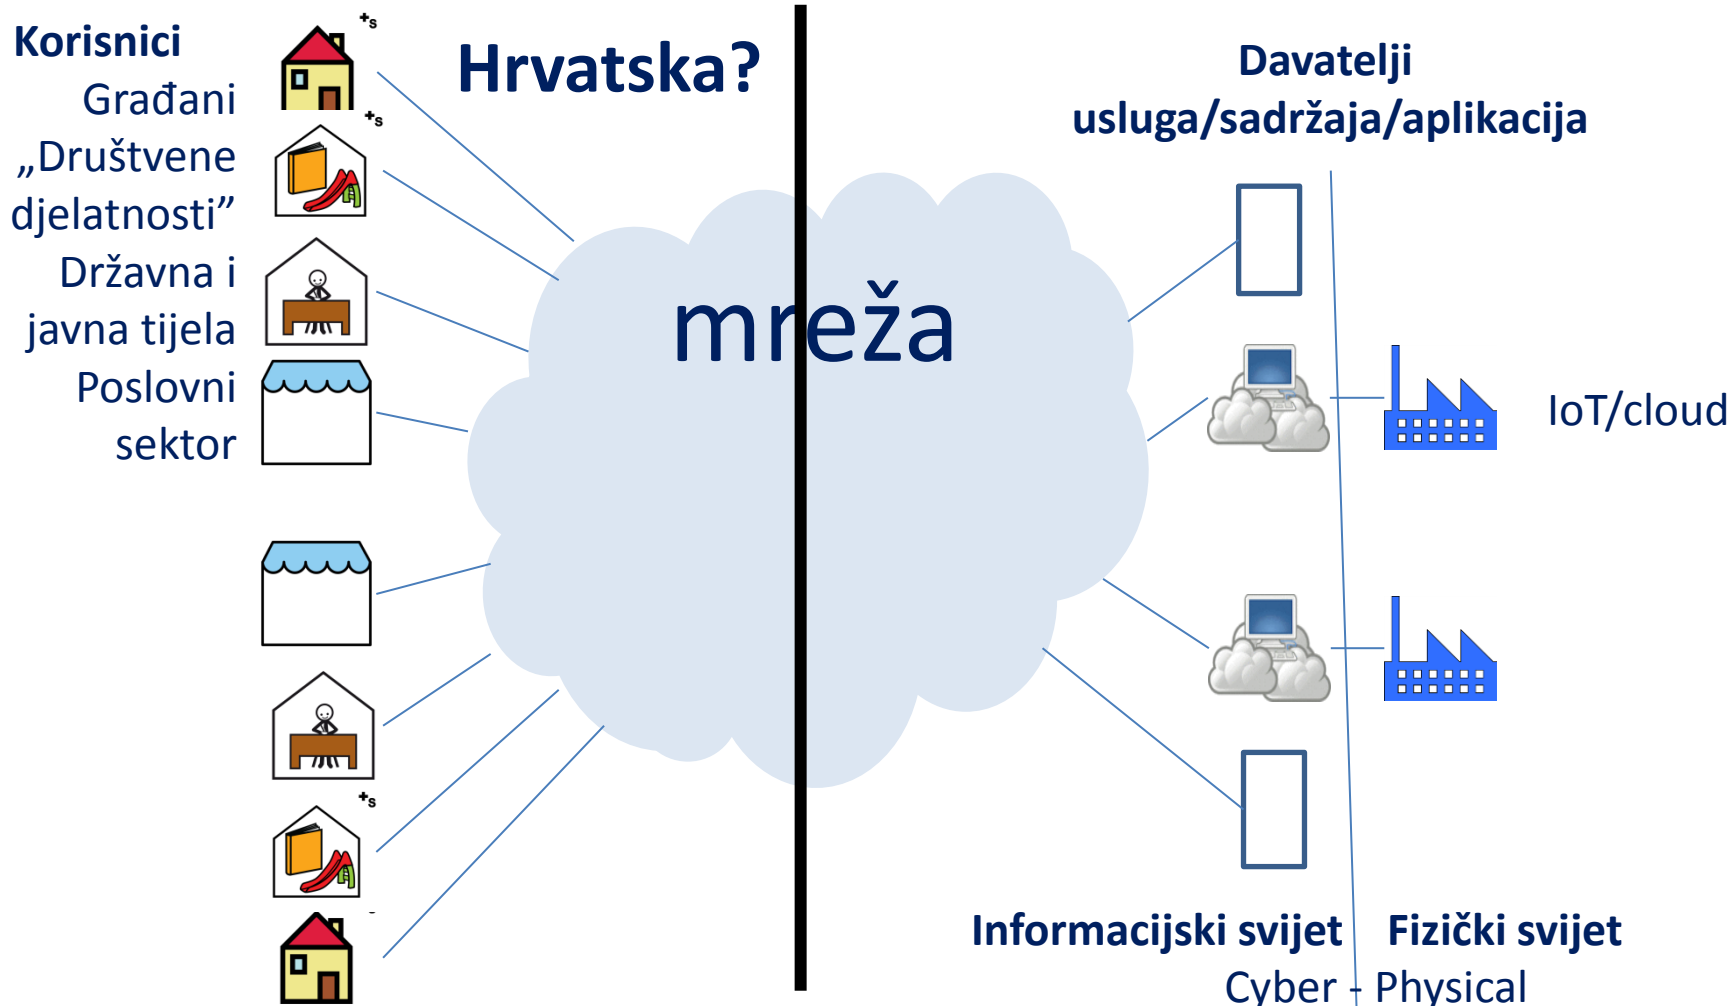 Korisnici
Građani
„Društvene
djelatnosti”
Državna i
javna tijela
Poslovni
sektor
+s
+s
+s
Hrvatska?
mreža
Davatelji
usluga/sadržaja/aplikacija
IoT/cloud
Informacijski svijet
Fizički svijet
Cyber - Physical